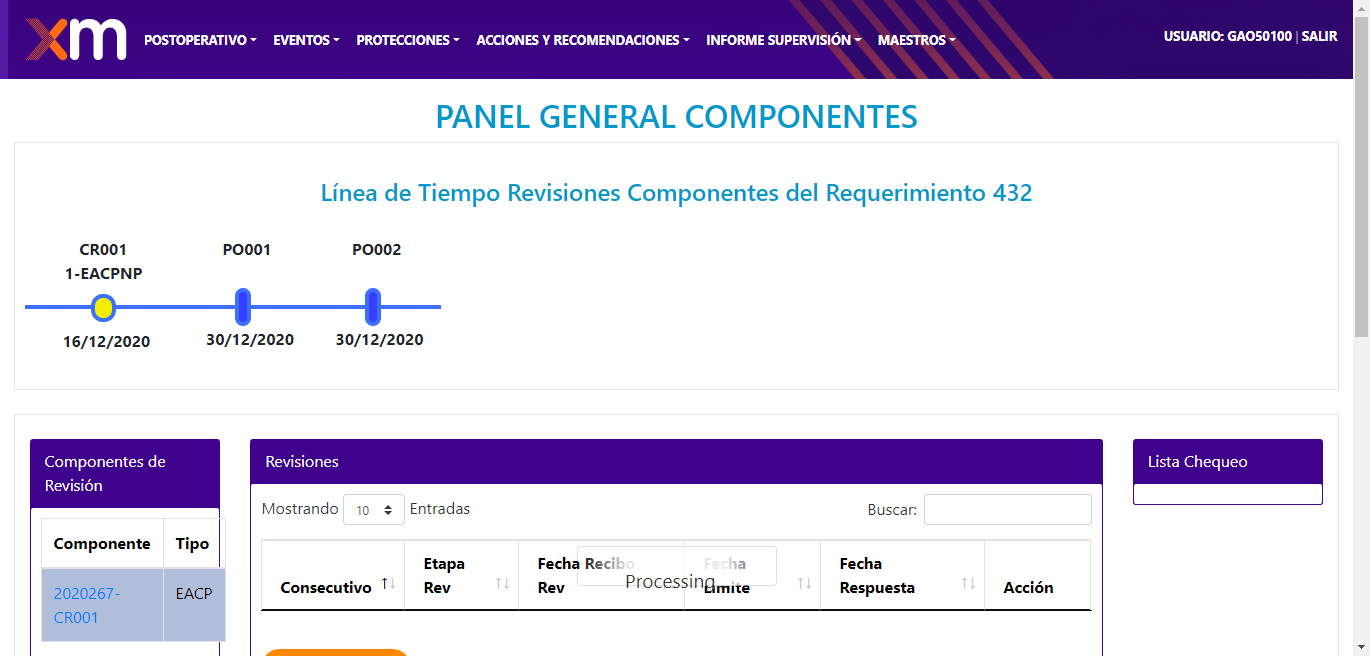 xm
POSTOPERATIVO EVENTOS PROTECCIONES ACCIONES Y RECOMENDACIONES INFORME SUPERVISIÓN MAESTROS USUARIO: GAO50100 | SALIR
PANEL GENERAL COMPONENTES
Línea de Tiempo Revisiones Componentes del Requerimiento 432
CR001 PO001 PO002
1-EACPNP
16/12/2020 30/12/2020 30/12/2020
Componentes de
Revisión
Componente Tipo
2020267-
CR001
EACP
Revisiones
Mostrando 10 Entradas Buscar:
Consecutivo
Etapa
Rev
Fecha Recibo
Rev
Fecha
Límite
Fecha
Respuesta
Acción
Processing...
Lista Chequeo